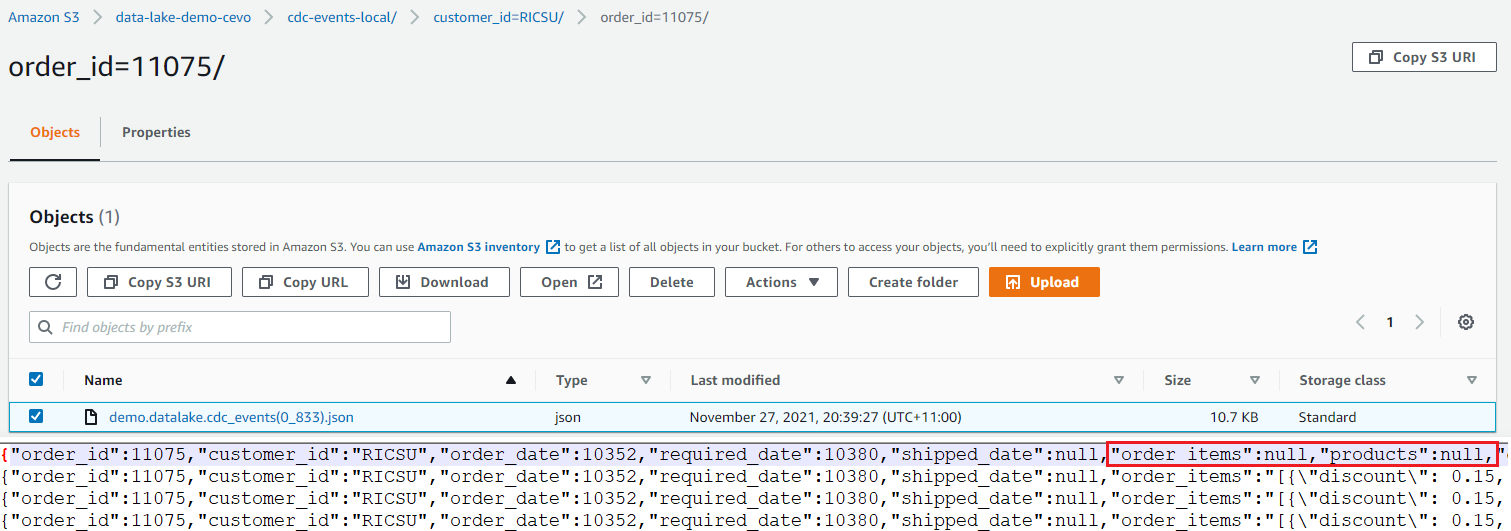 Amazon S3 > data-lake-demo-cevo > cdc-events-local/ > customer_id=RICSU/ > order_id=11075/
order_id=11075/
Copy S3 URI
Objects
Properties
Objects (1)
Objects are the fundamental entities stored in Amazon S3. You can use Amazon S3 inventory to get a list of all objects in your bucket. For others to access your objects, you'll need to explicitly grant them permissions. Learn more
Copy S3 URI Copy URL Download Open Delete Actions Create folder Upload
Find objects by prefix
1
Name Type Last modified Size Storage class
demo.datalake.cdc_events(0_833).json json November 27, 2021, 20:39:27 (UTC+11:00) 10.7 KB Standard
{"order_id":11075,"customer_id":"RICSU","order_date":10352,"required_date":10380,"shipped_date":null,"order_items":null,"products":null,"
{"order_id":11075,"customer_id":"RICSU","order_date":10352,"required_date":10380,"shipped_date":null,"order_items":"[{\"discount\": 0.15,
{"order_id":11075,"customer_id":"RICSU","order_date":10352,"required_date":10380,"shipped_date":null,"order_items":"[{\"discount\": 0.15,
{"order_id":11075,"customer_id":"RICSU","order_date":10352,"required_date":10380,"shipped_date":null,"order_items":"[{\"discount\": 0.15,